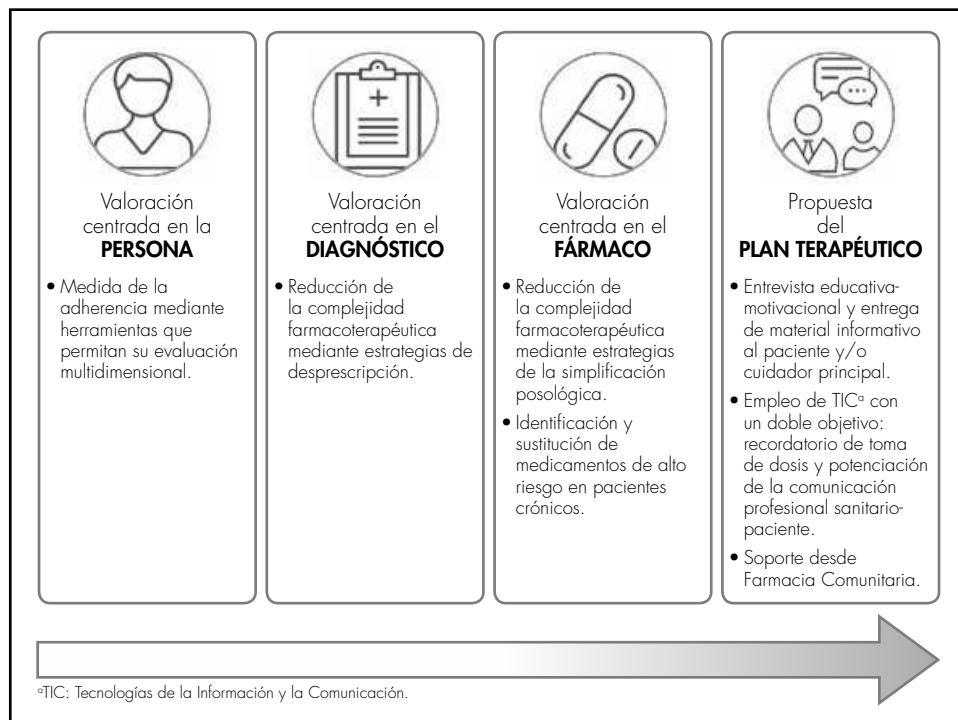 Valoración
centrada en la
PERSONA
• Medida de la
adherencia mediante
herramientas que
permitan su evaluación
multidimensional.
Valoración
centrada en el
DIAGNÓSTICO
• Reducción de
la complejidad
farmacoterapéutica
mediante estrategias de
desprescripción.
Valoración
centrada en el
FÁRMACO
• Reducción de
la complejidad
farmacoterapéutica
mediante estrategias
de la simplificación
posológica.
• Identificación y
sustitución de
medicamentos de alto
riesgo en pacientes
crónicos.
Propuesta
del
PLAN TERAPÉUTICO
• Entrevista educativa-
motivacional y entrega
de material informativo
al paciente y/o
cuidador principal.
• Empleo de TICª con
un doble objetivo:
recordatorio de toma
de dosis y potenciación
de la comunicación
profesional sanitario-
paciente.
• Soporte desde
Farmacia Comunitaria.
ªTIC: Tecnologías de la Información y la Comunicación.